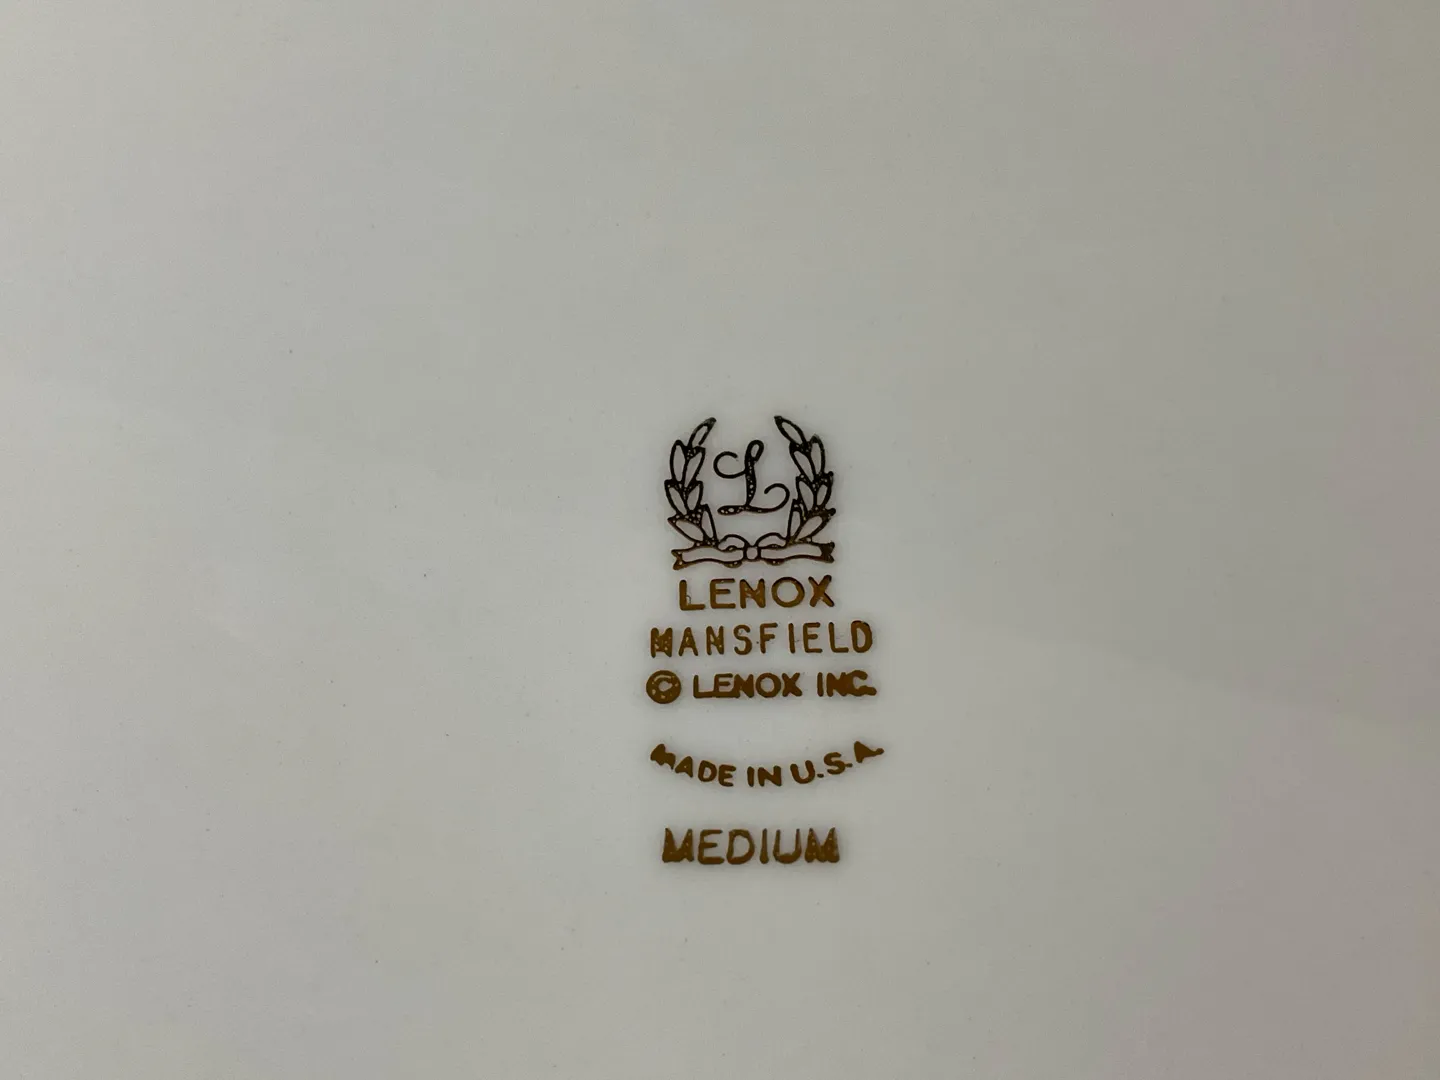 L
LENOX
MANSFIELD
© LENOX INC.
MADE IN U.S.A.
MEDIUM